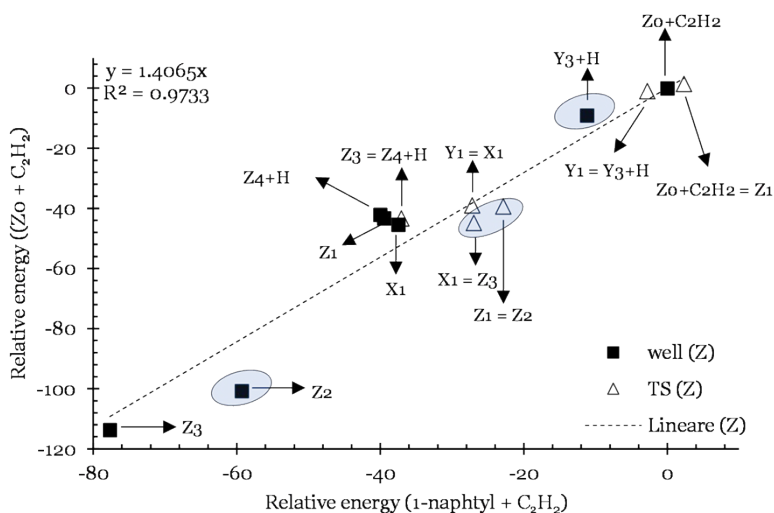 Z0+C2H2
y = 1.4065x
R² = 0.9733
Y3+H
0
-20
-40
-60
-80
-100
-120
Z3 = Z4+H
Y1 = X1
Y1 = Y3+H
Z4+H
Z0+C2H2 = Z1
Z1
X1
X1 = Z3
Z1 = Z2
well (Z)
TS (Z)
Lineare (Z)
Z2
Z3
-80
-60
-40
-20
0
Relative energy (1-naphtyl + C₂H₂)
Relative energy ((Z0 + C₂H₂)